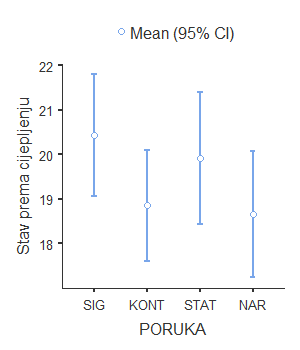 Mean (95% CI)
22
21
20
19
18
Stav prema cijepljenju
SIG KONT STAT NAR
PORUKA